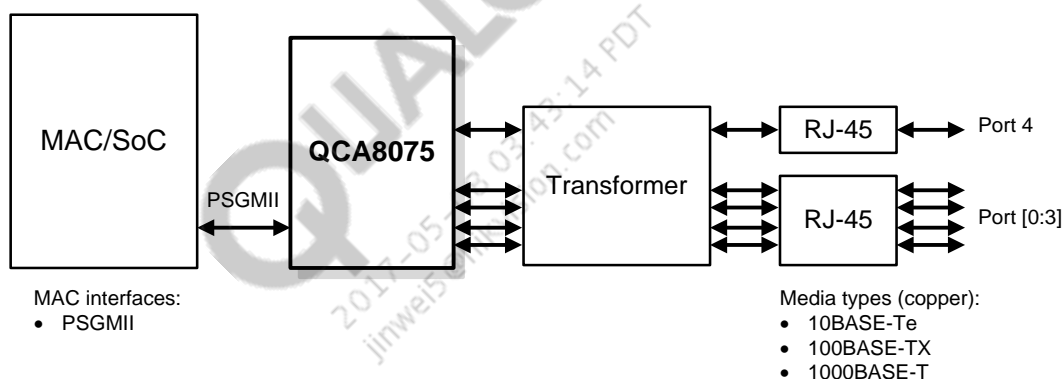 QUALC
MAC/SoC
PSGMII
QCA8075
Transformer
RJ-45
Port 4
RJ-45
Port [0:3]
MAC interfaces:
• PSGMII
Media types (copper):
• 10BASE-Te
• 100BASE-TX
• 1000BASE-T